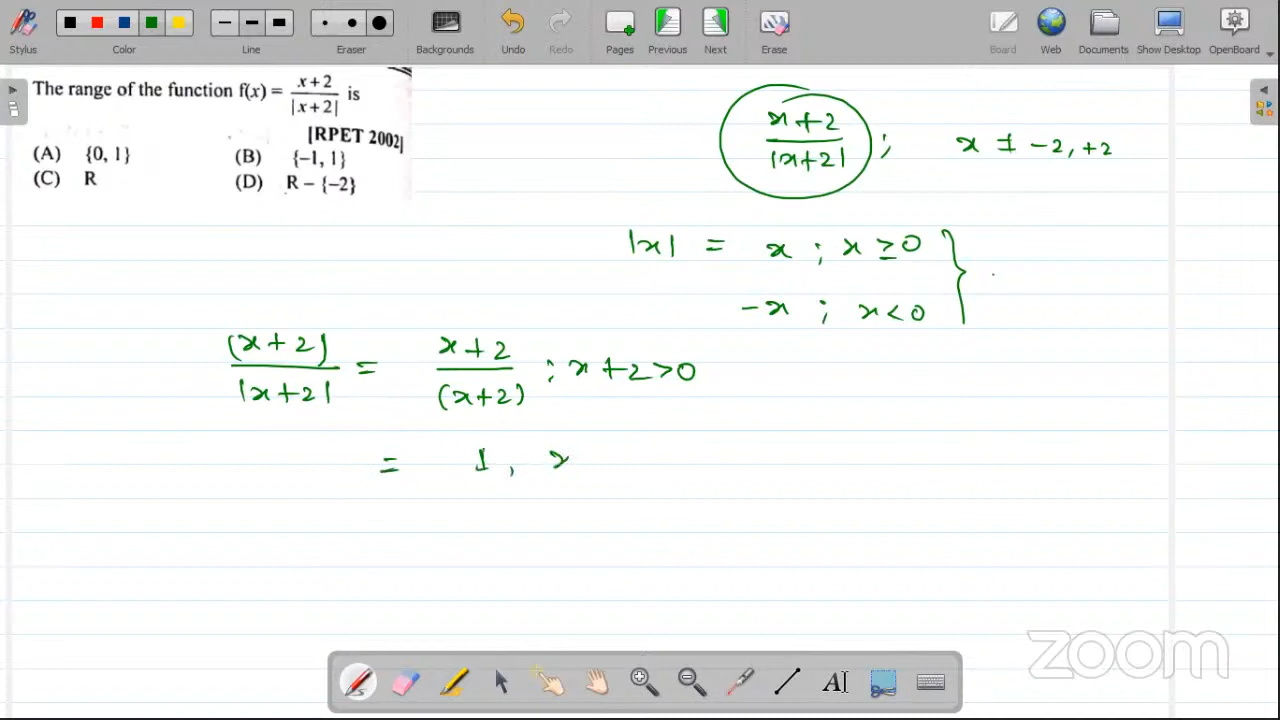 Stylus Color Line Eraser Backgrounds Undo Redo Pages Previous Next Erase Board Web Documents Show Desktop OpenBoard
The range of the function f(x) = x+2 / |x+2| is
[RPET 2002]
(A) {0, 1} (B) {–1, 1}
(C) R (D) R – {–2}
x+2 / |x+2| ; x ≠ -2, +2
|x| = x ; x ≥ 0
-x ; x < 0 }
(x+2) / |x+2| = x+2 / (x+2) ; x+2>0
= 1, x
zoom